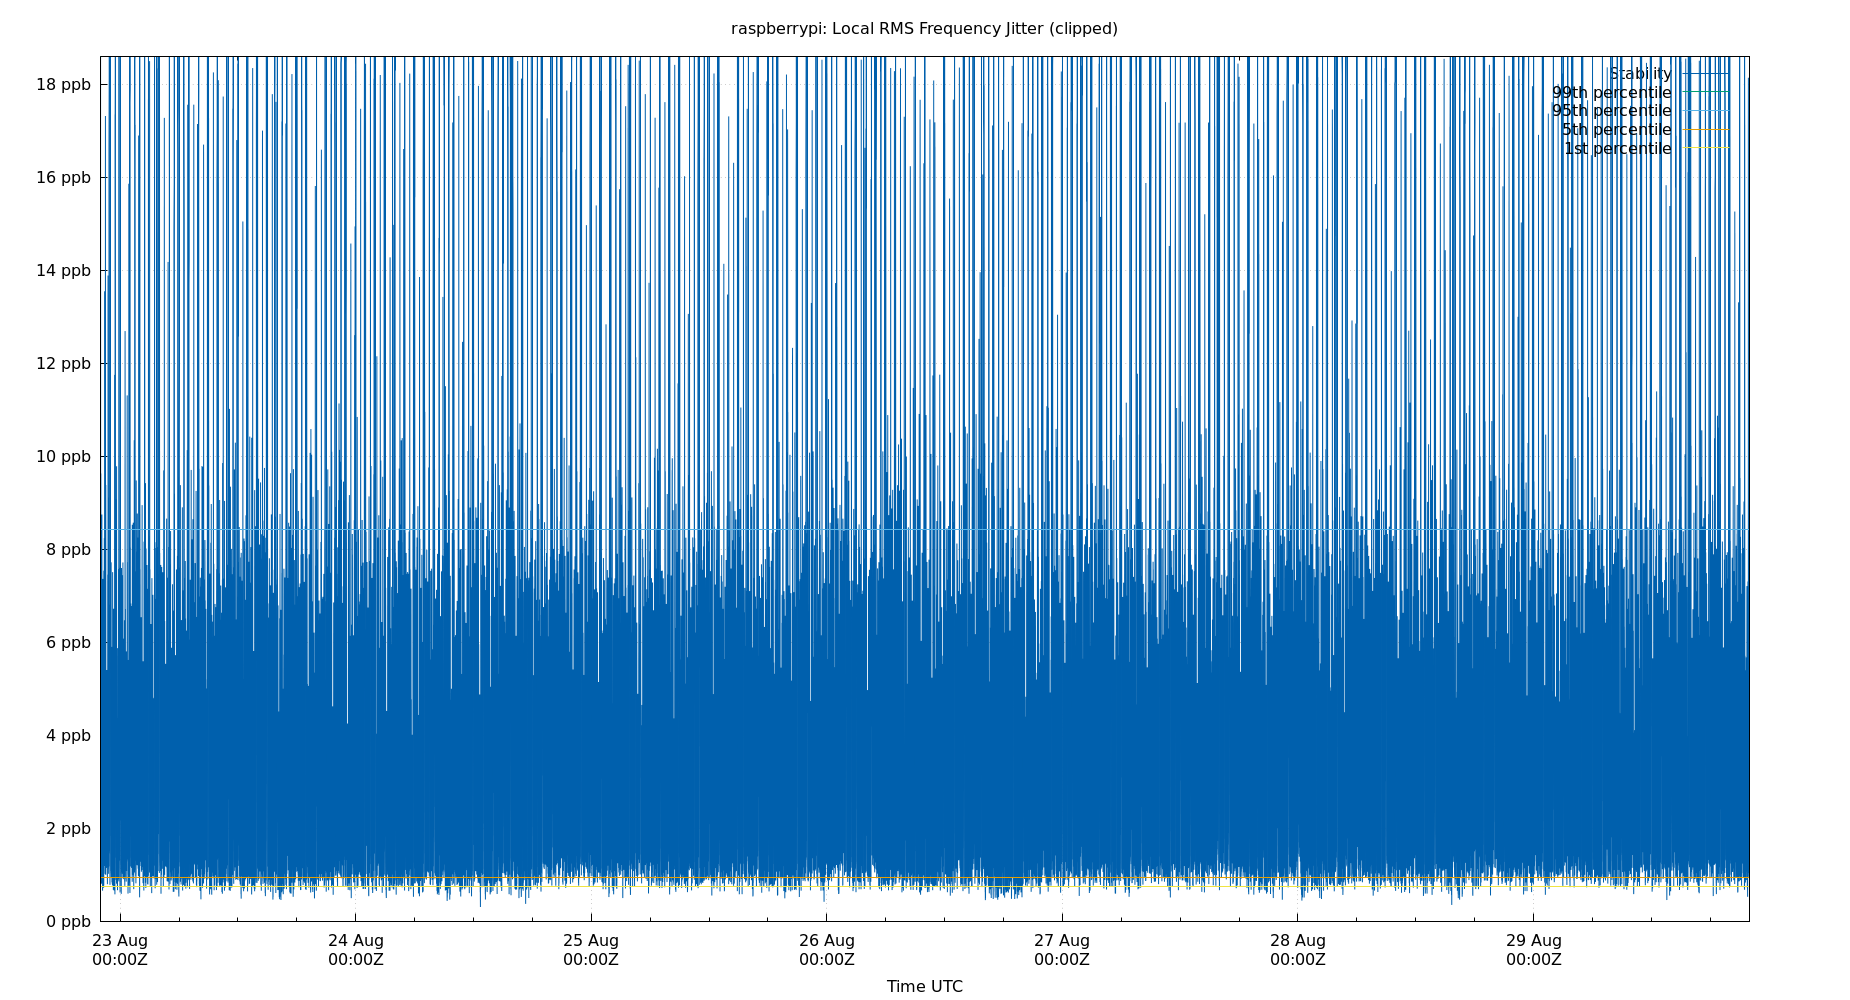 raspberrypi: Local RMS Frequency Jitter (clipped)
18 ppb
16 ppb
14 ppb
12 ppb
10 ppb
8 ppb
6 ppb
4 ppb
2 ppb
0 ppb
Stability
99th percentile
95th percentile
5th percentile
1st percentile
23 Aug
00:00Z
24 Aug
00:00Z
25 Aug
00:00Z
26 Aug
00:00Z
27 Aug
00:00Z
28 Aug
00:00Z
29 Aug
00:00Z
Time UTC